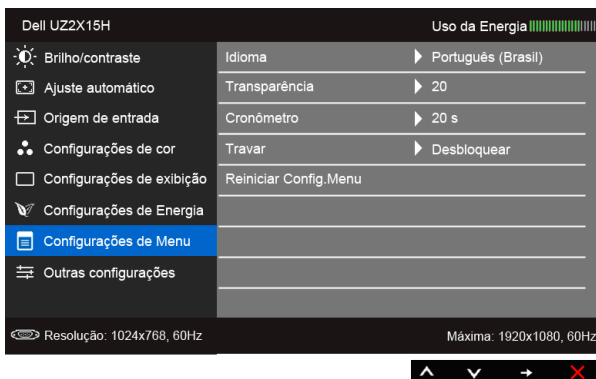 Dell UZ2X15H Uso da Energia
Brilho/contraste Idioma Português (Brasil)
Ajuste automático Transparência 20
Origem de entrada Cronômetro 20 s
Configurações de cor Travar Desbloquear
Configurações de exibição Reiniciar Config.Menu
Configurações de Energia
Configurações de Menu
Outras configurações
Resolução: 1024x768, 60Hz Máxima: 1920x1080, 60Hz